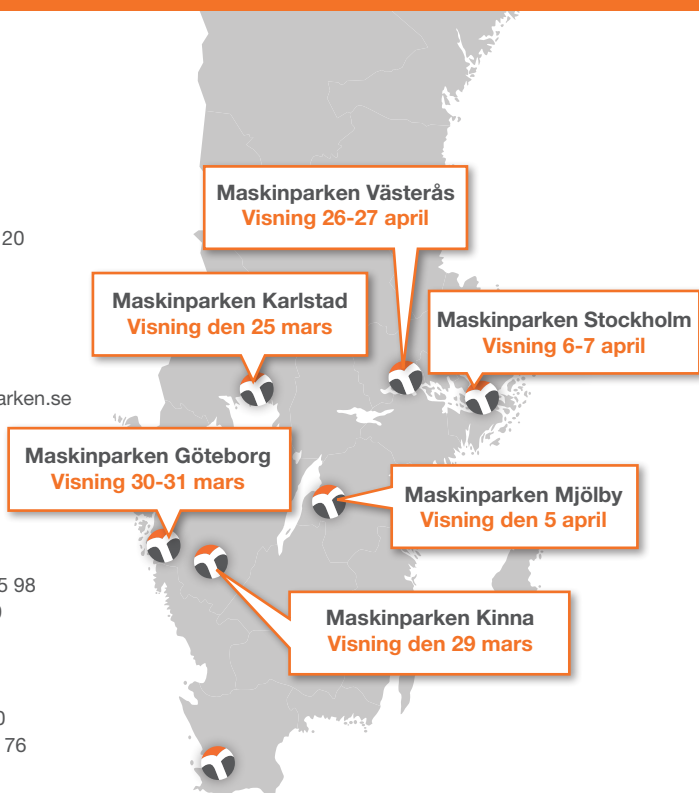 Maskinparken Västerås
Visning 26-27 april
20
Maskinparken Karlstad
Visning den 25 mars
Maskinparken Stockholm
Visning 6-7 april
arken.se
Maskinparken Göteborg
Visning 30-31 mars
Maskinparken Mjölby
Visning den 5 april
5 98
Maskinparken Kinna
Visning den 29 mars
0
76